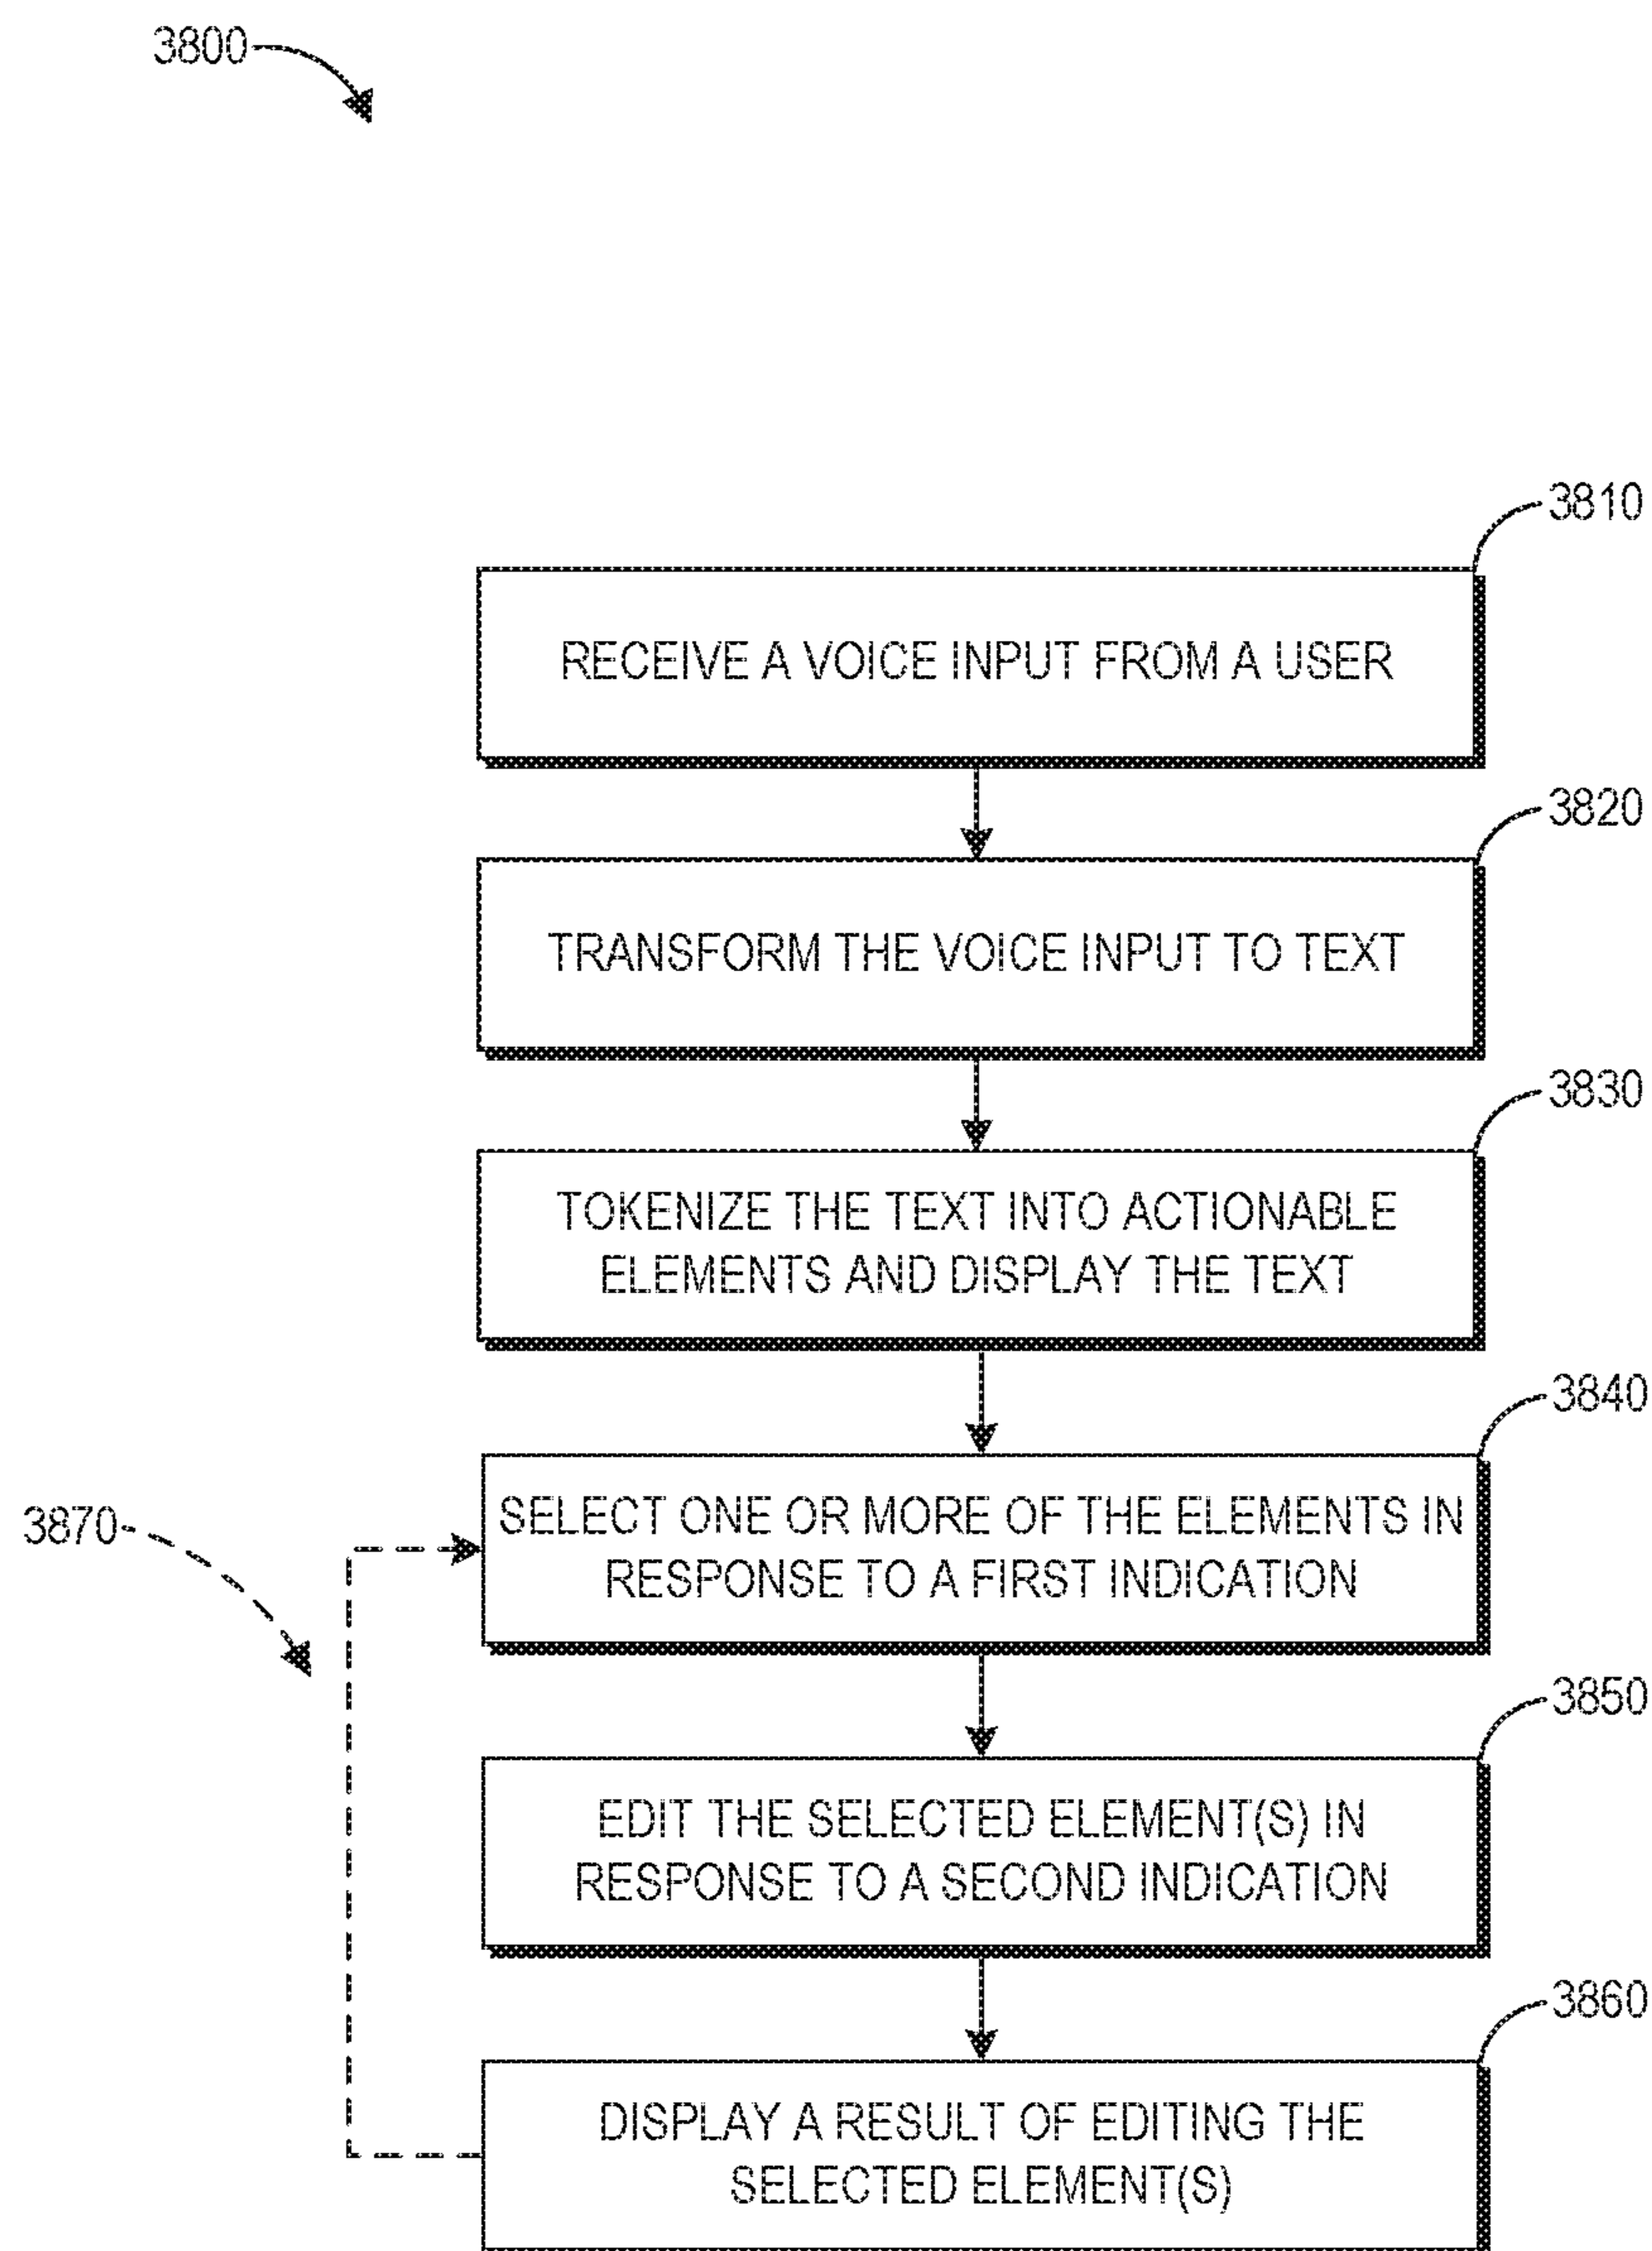 3800
3810
RECEIVE A VOICE INPUT FROM A USER
3820
TRANSFORM THE VOICE INPUT TO TEXT
3830
TOKENIZE THE TEXT INTO ACTIONABLE
ELEMENTS AND DISPLAY THE TEXT
3840
3870
SELECT ONE OR MORE OF THE ELEMENTS IN
RESPONSE TO A FIRST INDICATION
3850
EDIT THE SELECTED ELEMENT(S) IN
RESPONSE TO A SECOND INDICATION
3860
DISPLAY A RESULT OF EDITING THE
SELECTED ELEMENT(S)